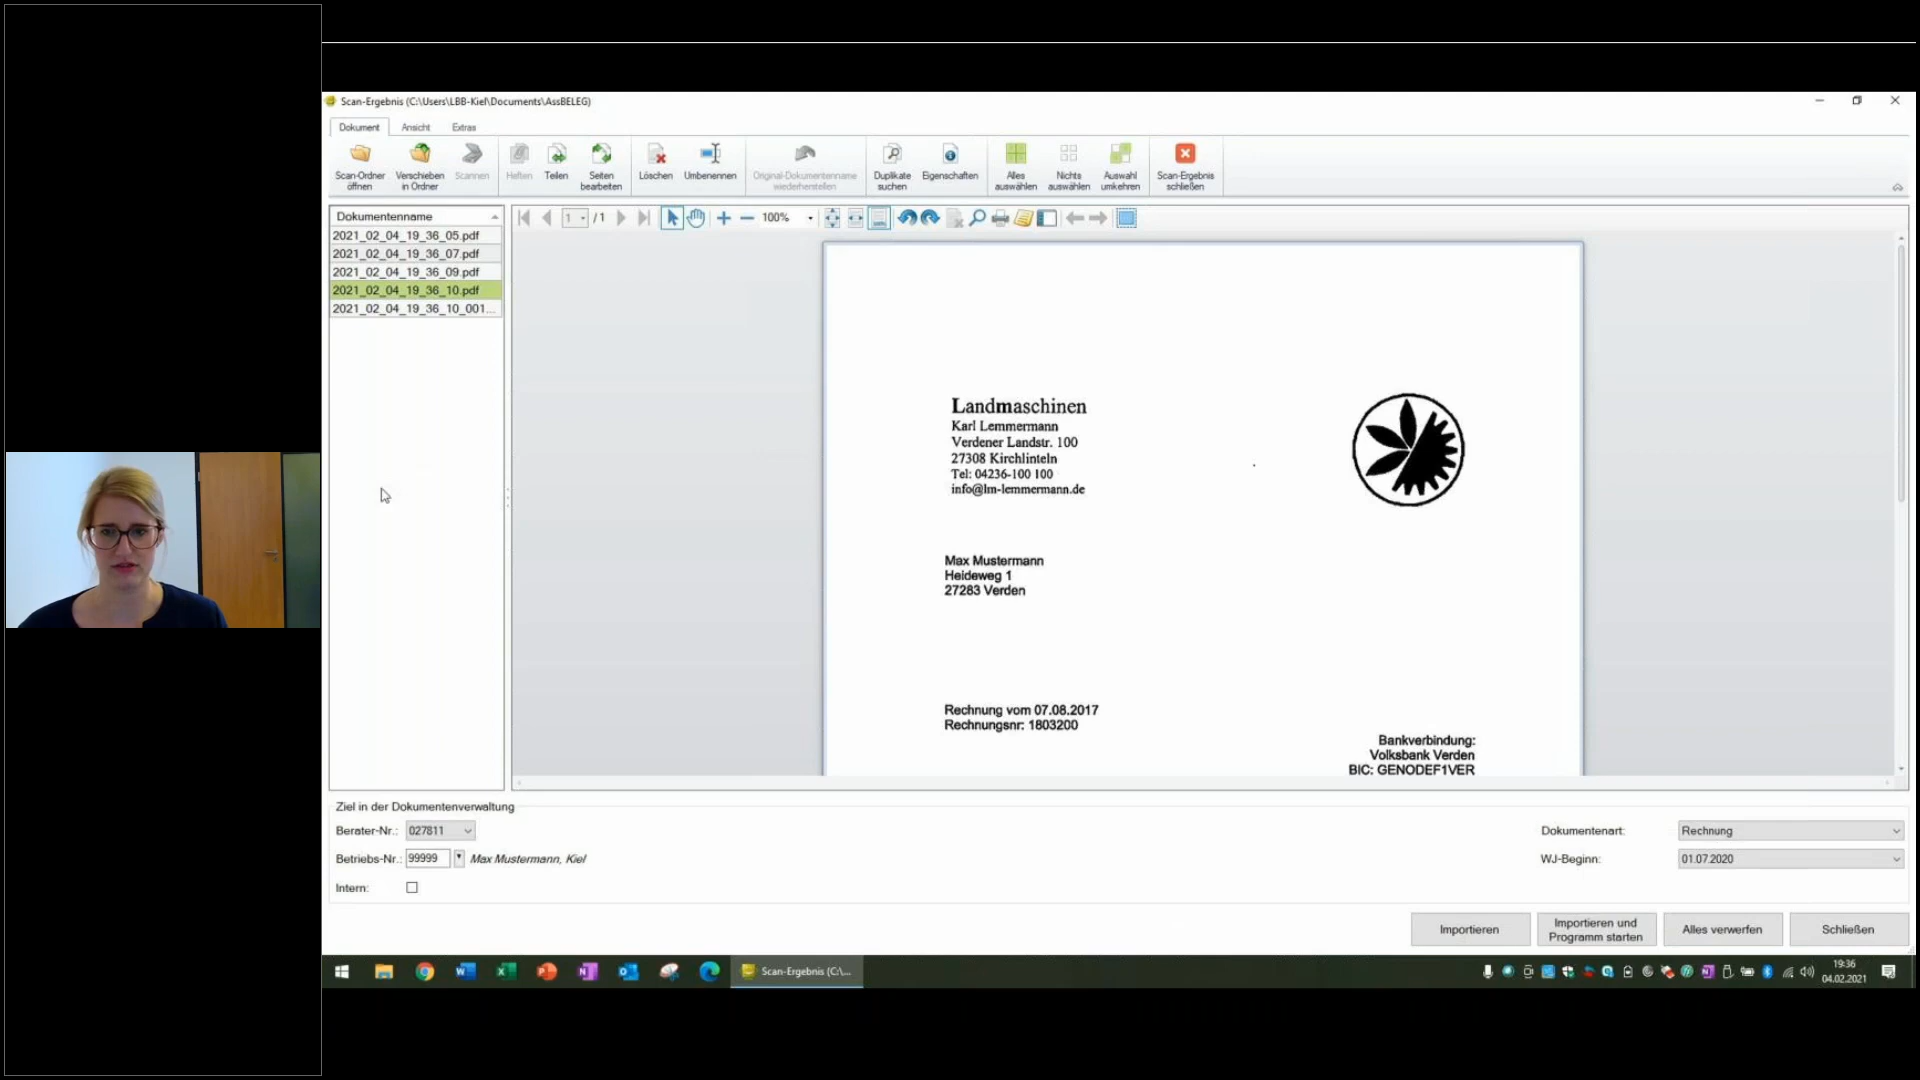 Scan-Ergebnis (C:\Users\LBB-Kiel\Documents\AssBELEG)
Dokument Ansicht Extras
Scan-Ordner öffnen
Verschieben in Ordner
Scannen
Heften
Teilen
Seiten bearbeiten
Löschen
Umbenennen
Original-Dokumentenname wiederherstellen
Duplikate suchen
Eigenschaften
Alles auswählen
Nichts auswählen
Auswahl umkehren
Scan-Ergebnis schließen
Dokumentenname
1 / 1 100%
2021_02_04_19_36_05.pdf
2021_02_04_19_36_07.pdf
2021_02_04_19_36_09.pdf
2021_02_04_19_36_10.pdf
2021_02_04_19_36_10_001...
Landmaschinen
Karl Lemmermann
Verdener Landstr. 100
27308 Kirchlinteln
Tel: 04236-100 100
info@lm-lemmermann.de
Max Mustermann
Heideweg 1
27283 Verden
Rechnung vom 07.08.2017
Rechnungsnr: 1803200
Bankverbindung:
Volksbank Verden
BIC: GENODEF1VER
Ziel in der Dokumentenverwaltung
Berater-Nr.: 027811
Betriebs-Nr.: 99999 Max Mustermann, Kiel
Intern:
Dokumentenart: Rechnung
WJ-Beginn: 01.07.2020
Importieren
Importieren und Programm starten
Alles verwerfen
Schließen
Scan-Ergebnis (C:\...
19:36
04.02.2021